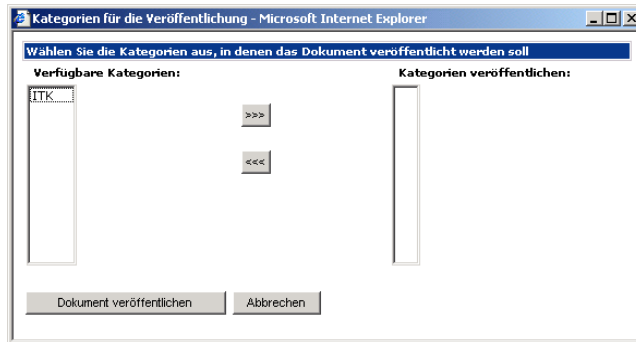 Kategorien für die Veröffentlichung - Microsoft Internet Explorer
Wählen Sie die Kategorien aus, in denen das Dokument veröffentlicht werden soll
Verfügbare Kategorien: Kategorien veröffentlichen:
ITK
>>>
<<<
Dokument veröffentlichen Abbrechen